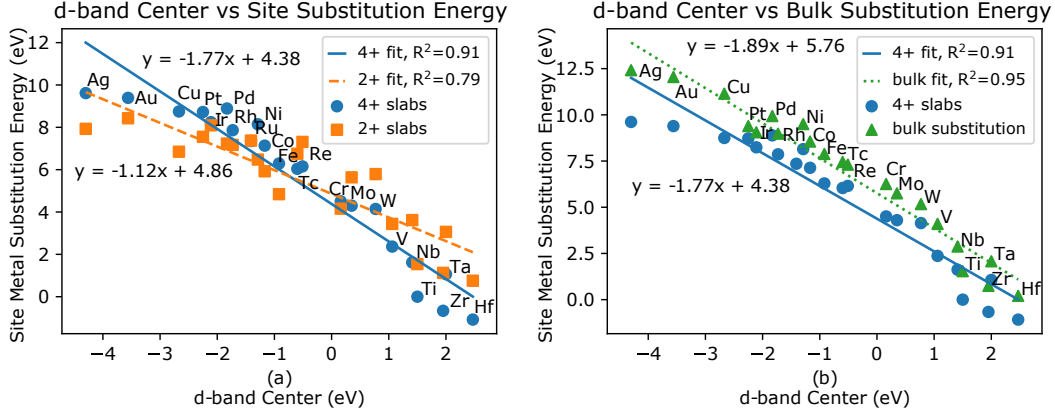 d-band Center vs Site Substitution Energy
Site Metal Substitution Energy (eV)
12
10
8
6
4
2
0
y = -1.77x + 4.38
y = -1.12x + 4.86
4+ fit, R²=0.91
2+ fit, R²=0.79
4+ slabs
2+ slabs
Ag
Au
Cu
Pt
Pd
Ir
Rh
Ni
Ru
Co
Fe
Re
Tc
Cr
Mo
W
V
Nb
Ta
Ti
Zr
Hf
−4 −3 −2 −1 0 1 2
(a)
d-band Center (eV)
d-band Center vs Bulk Substitution Energy
Site Metal Substitution Energy (eV)
12.5
10.0
7.5
5.0
2.5
0.0
y = -1.89x + 5.76
y = -1.77x + 4.38
4+ fit, R²=0.91
bulk fit, R²=0.95
4+ slabs
bulk substitution
Ag
Au
Cu
Pt
Pd
Ir
Rh
Ni
Co
Fe
Tc
Re
Cr
Mo
W
V
Nb
Ta
Ti
Zr
Hf
−4 −3 −2 −1 0 1 2
(b)
d-band Center (eV)